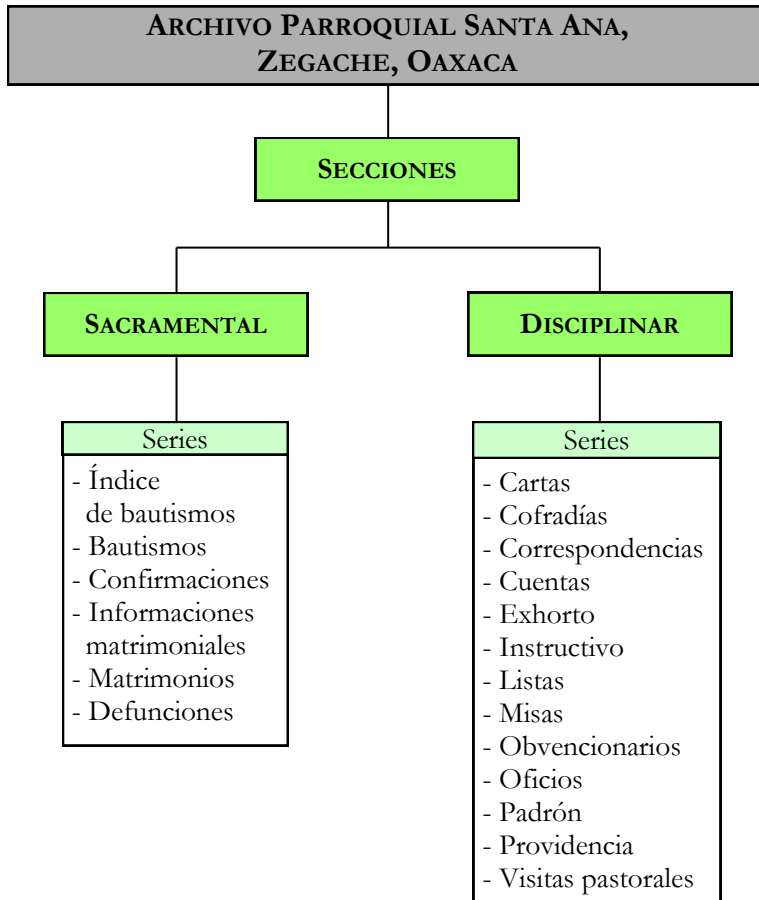 ARCHIVO PARROQUIAL SANTA ANA,
ZEGACHE, OAXACA
SECCIONES
SACRAMENTAL
DISCIPLINAR
Series
- Índice
de bautismos
- Bautismos
- Confirmaciones
- Informaciones
matrimoniales
- Matrimonios
- Defunciones
Series
- Cartas
- Cofradías
- Correspondencias
- Cuentas
- Exhorto
- Instructivo
- Listas
- Misas
- Obvencionarios
- Oficios
- Padrón
- Providencia
- Visitas pastorales